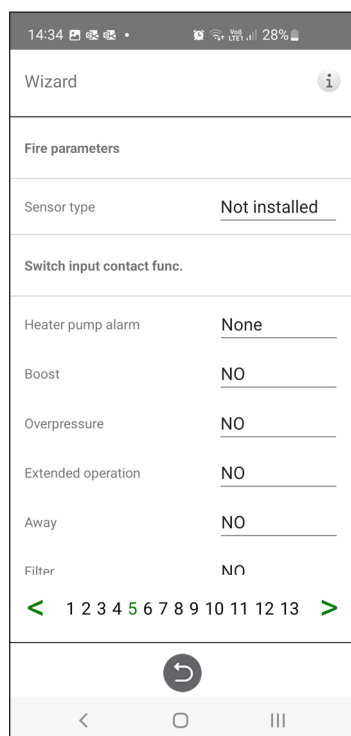 14:34 28%
Wizard i
Fire parameters
Sensor type Not installed
Switch input contact func.
Heater pump alarm None
Boost NO
Overpressure NO
Extended operation NO
Away NO
Filter NO
< 1 2 3 4 5 6 7 8 9 10 11 12 13 >